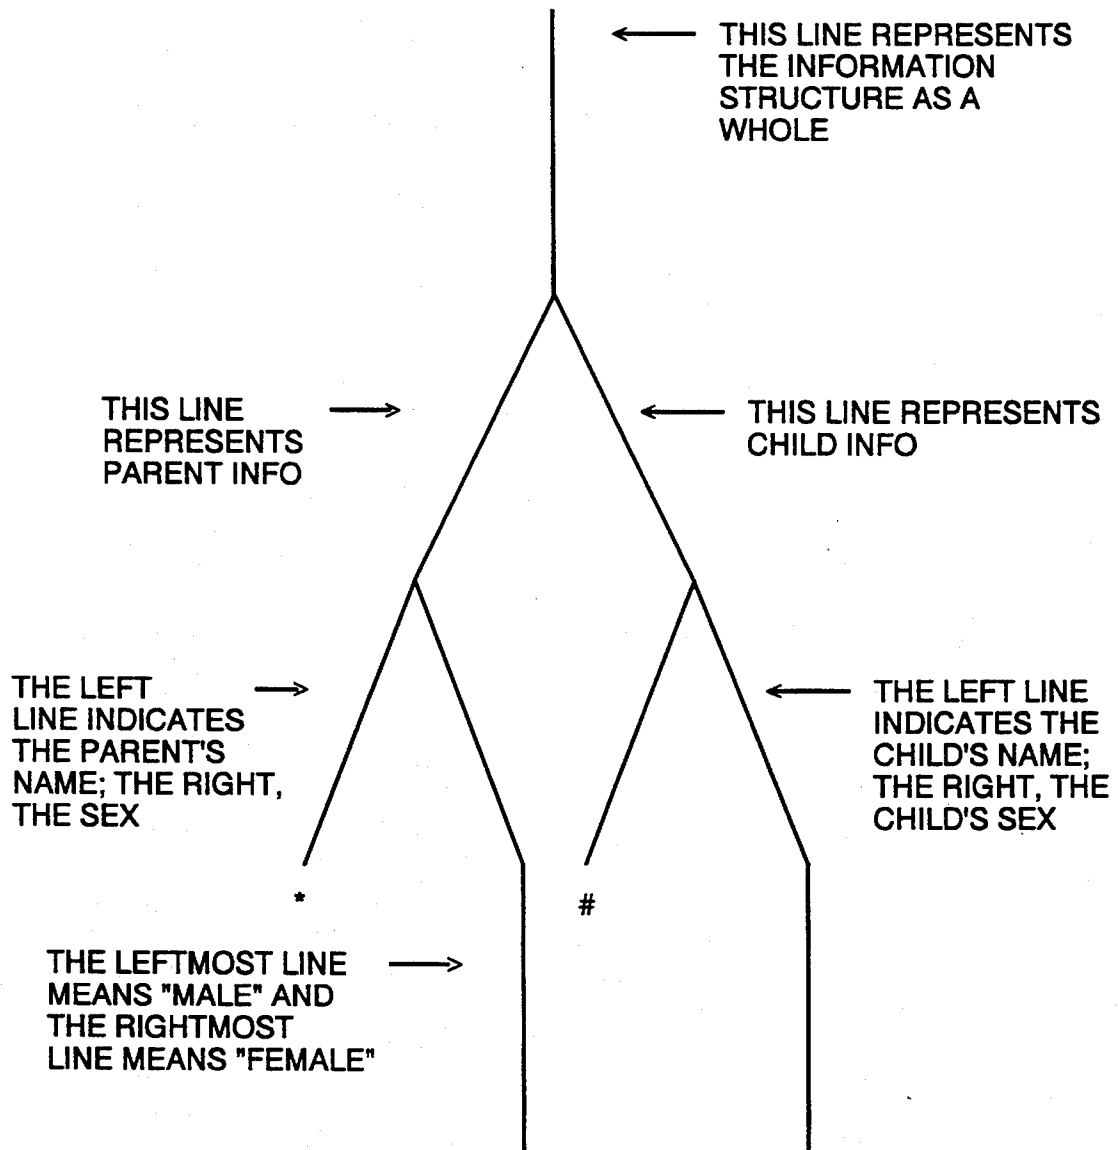 THIS LINE REPRESENTS
THE INFORMATION
STRUCTURE AS A
WHOLE
THIS LINE
REPRESENTS
PARENT INFO
THIS LINE REPRESENTS
CHILD INFO
THE LEFT
LINE INDICATES
THE PARENT'S
NAME; THE RIGHT,
THE SEX
THE LEFT LINE
INDICATES THE
CHILD'S NAME;
THE RIGHT, THE
CHILD'S SEX
*
#
THE LEFTMOST LINE
MEANS "MALE" AND
THE RIGHTMOST
LINE MEANS "FEMALE"